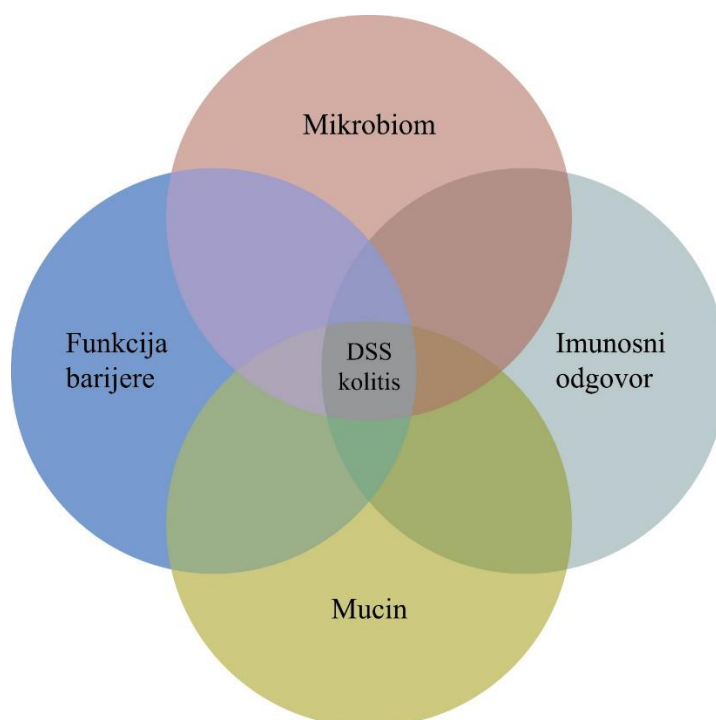 Mikrobiom
Funkcija
barijere
DSS
kolitis
Imunosni
odgovor
Mucin